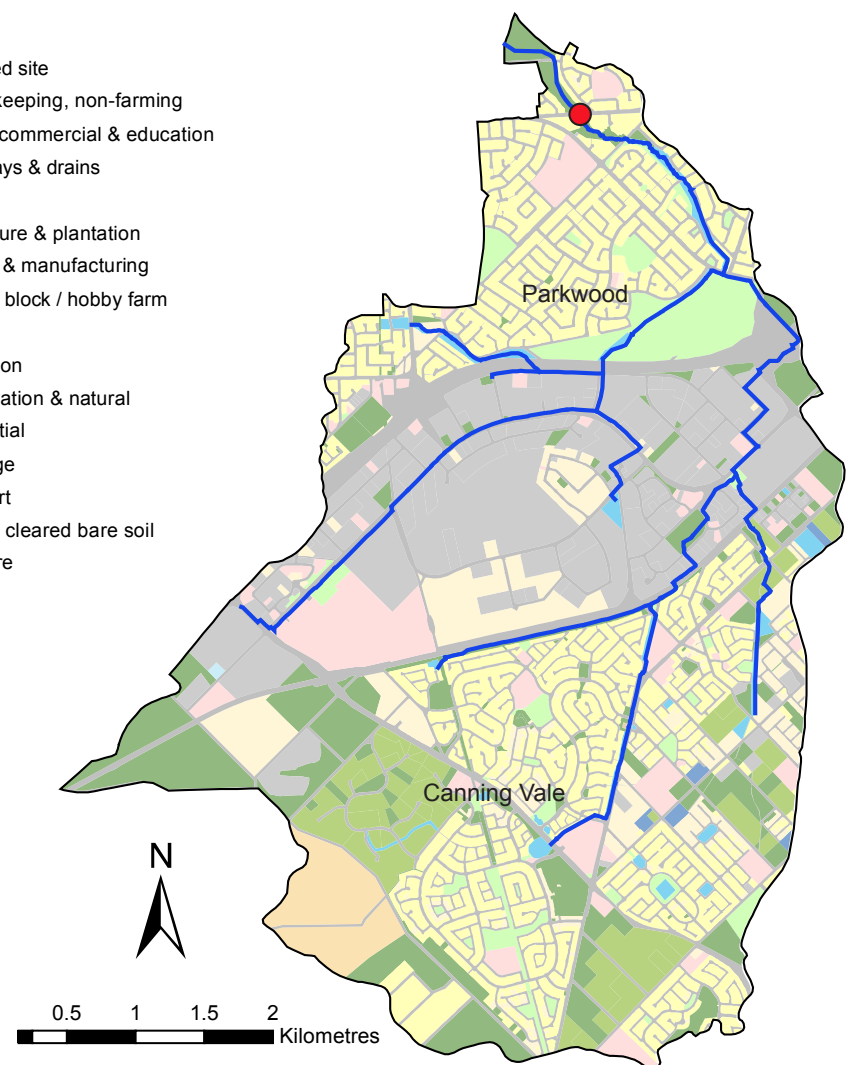 ed site
keeping, non-farming
commercial & education
ays & drains
ure & plantation
& manufacturing
block / hobby farm
on
ation & natural
tial
ge
rt
cleared bare soil
re
Parkwood
Canning Vale
N
0.5 1 1.5 2
Kilometres